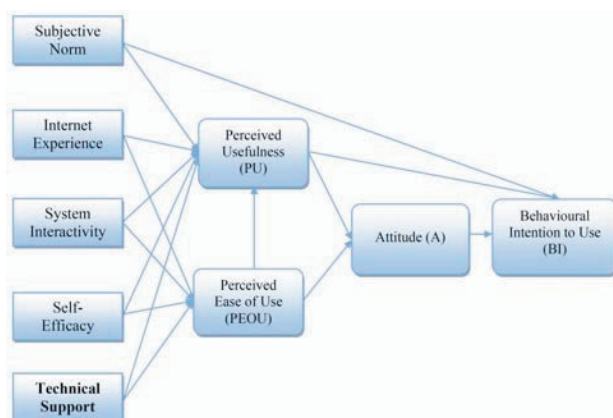 Subjective
Norm
Internet
Experience
System
Interactivity
Self-
Efficacy
Technical
Support
Perceived
Usefulness
(PU)
Perceived
Ease of Use
(PEOU)
Attitude (A)
Behavioural
Intention to Use
(BI)